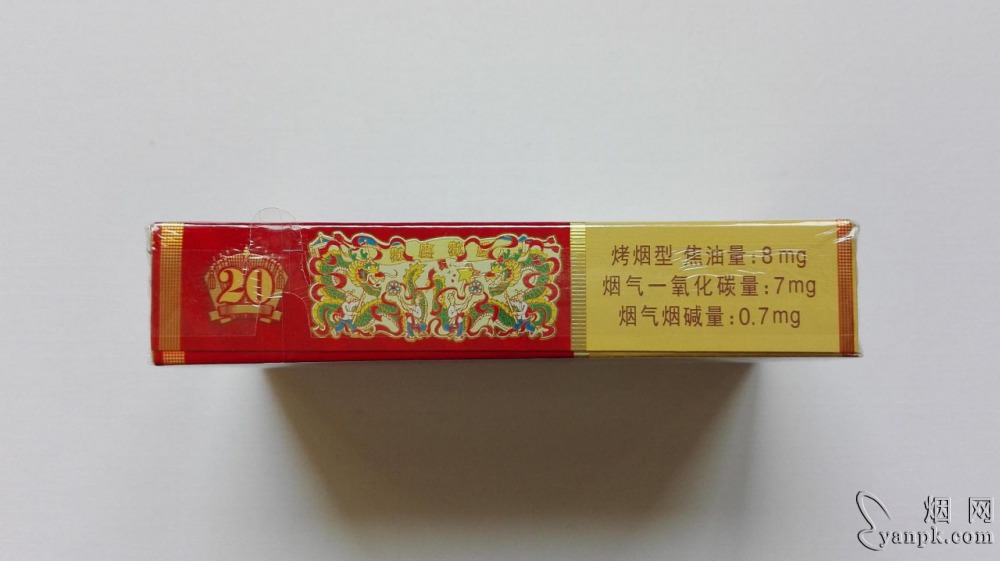 20
烤烟型 焦油量:8mg
烟气一氧化碳量:7mg
烟气烟碱量:0.7mg
烟网
yanpk.com